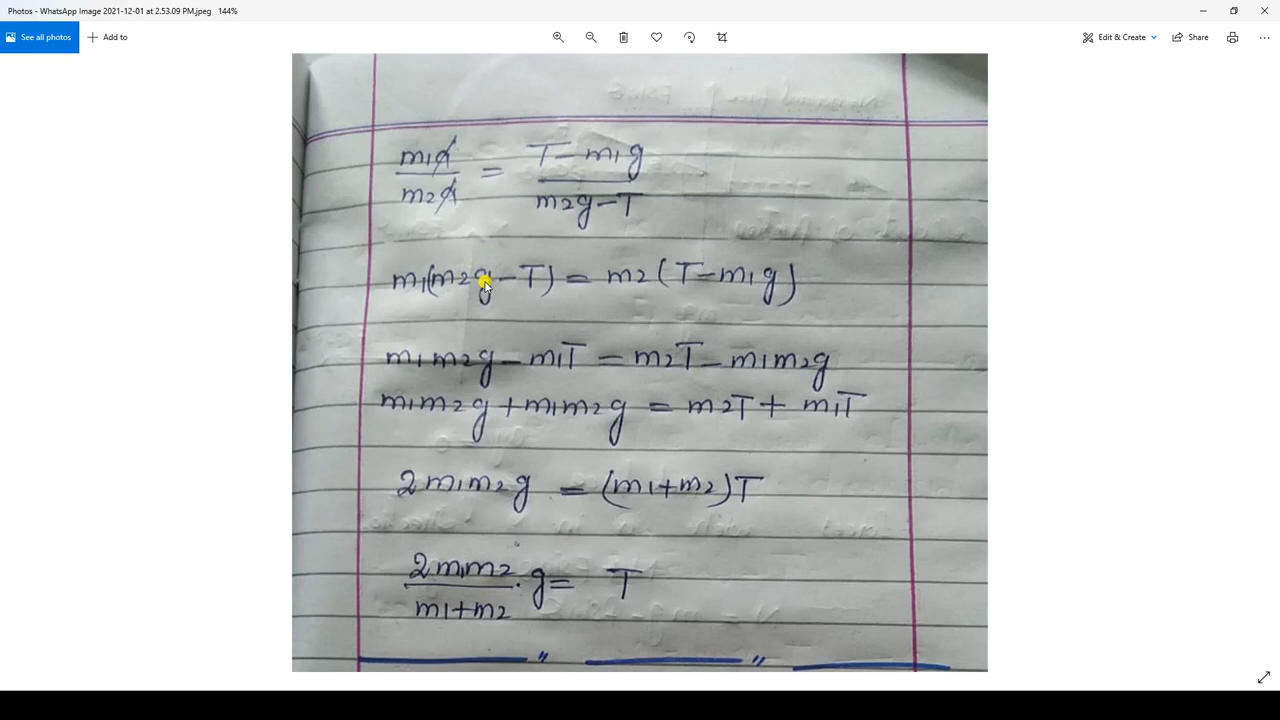 Photos - WhatsApp Image 2021-12-01 at 2.53.09 PM.jpeg 144%
See all photos + Add to Edit & Create Share
m1a/m2a = T-m1g/m2g-T
m1(m2g-T) = m2(T-m1g)
m1m2g-m1T = m2T-m1m2g
m1m2g+m1m2g = m2T+m1T
2m1m2g = (m1+m2)T
2m1m2/m1+m2 . g = T